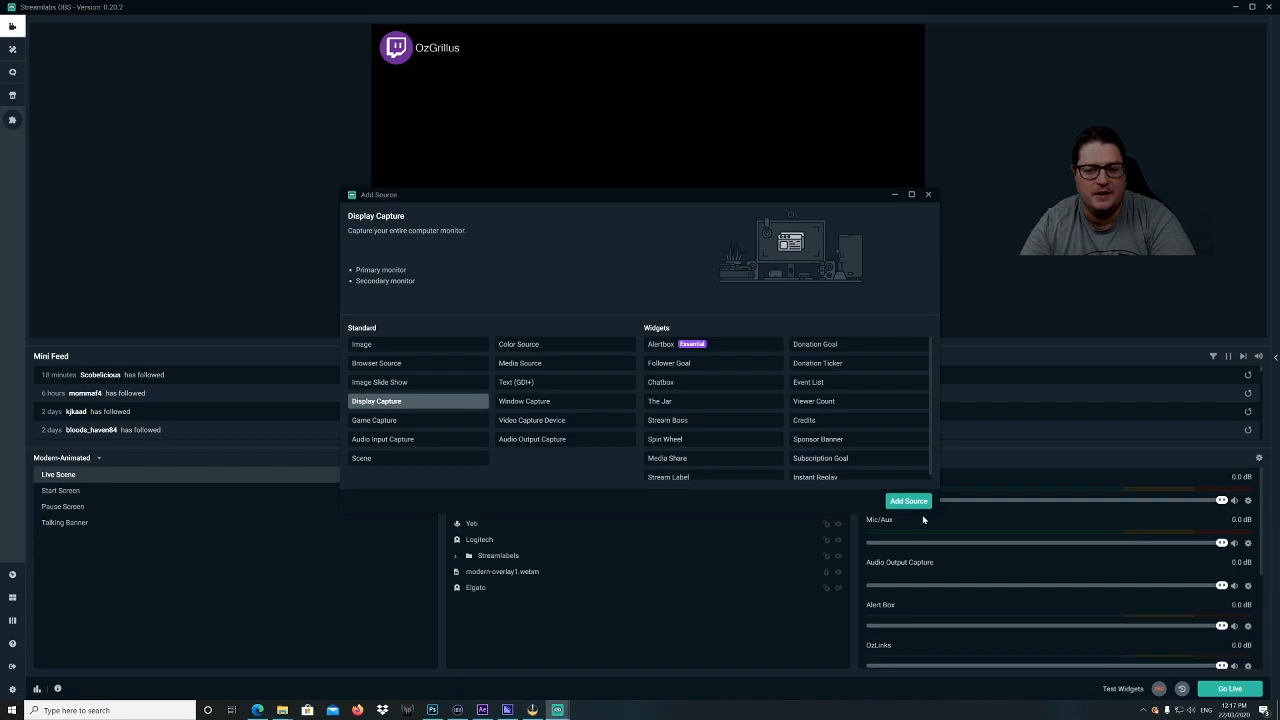 Streamlabs OBS - Version: 0.20.2
OzGrillus
Add Source
Display Capture
Capture your entire computer monitor.
Primary monitor
Secondary monitor
Standard
Widgets
Image
Color Source
Alertbox Essential
Donation Goal
Browser Source
Media Source
Follower Goal
Donation Ticker
Image Slide Show
Text (GDI+)
Chatbox
Event List
Display Capture
Window Capture
The Jar
Viewer Count
Game Capture
Video Capture Device
Stream Boss
Credits
Audio Input Capture
Audio Output Capture
Spin Wheel
Sponsor Banner
Scene
Media Share
Subscription Goal
Stream Label
Instant Replay
Add Source
Mini Feed
18 minutes Scobelicious has followed
6 hours mommaf4 has followed
2 days kjkaad has followed
2 days bloods_haven84 has followed
Modern-Animated
Live Scene
Start Screen
Pause Screen
Talking Banner
Yeti
Logitech
Streamlabels
modern-overlay1.webm
Elgato
0.0 dB
Mic/Aux 0.0 dB
Audio Output Capture 0.0 dB
Alert Box 0.0 dB
OzLinks 0.0 dB
Test Widgets
REC
Go Live
Type here to search
ENG
12:17 PM
22/03/2020